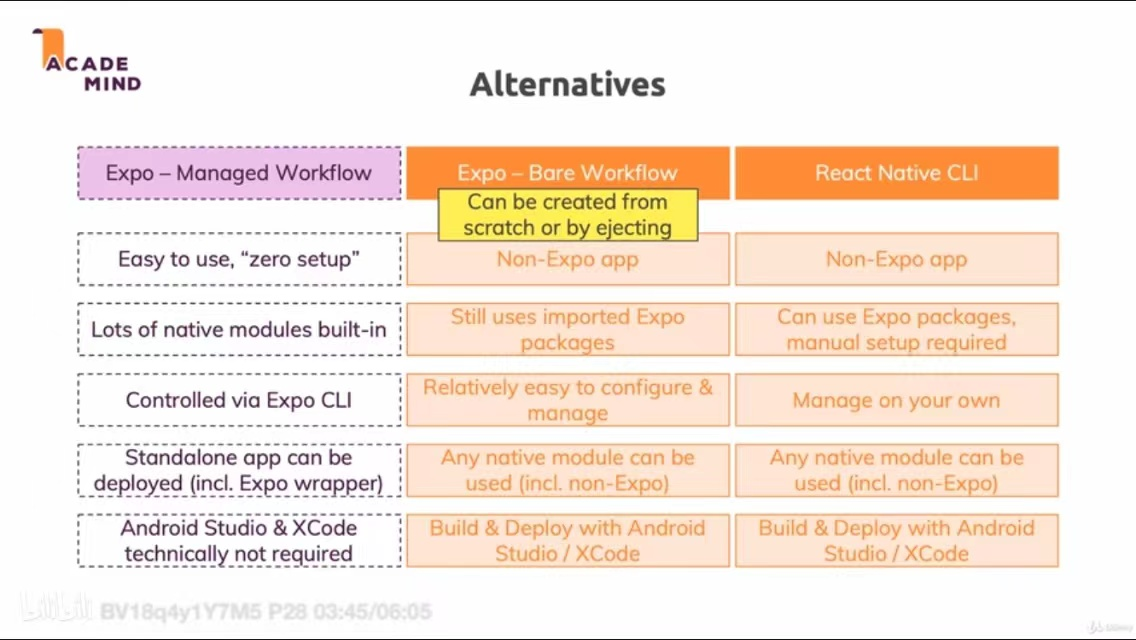 ACADE
MIND
Alternatives
Expo – Managed Workflow
Expo – Bare Workflow
React Native CLI
Can be created from
scratch or by ejecting
Easy to use, “zero setup”
Non-Expo app
Non-Expo app
Lots of native modules built-in
Still uses imported Expo
packages
Can use Expo packages,
manual setup required
Controlled via Expo CLI
Relatively easy to configure &
manage
Manage on your own
Standalone app can be
deployed (incl. Expo wrapper)
Any native module can be
used (incl. non-Expo)
Any native module can be
used (incl. non-Expo)
Android Studio & XCode
technically not required
Build & Deploy with Android
Studio / XCode
Build & Deploy with Android
Studio / XCode
bilibili BV18q4y1Y7M5 P28 03:45/06:05
Udemy